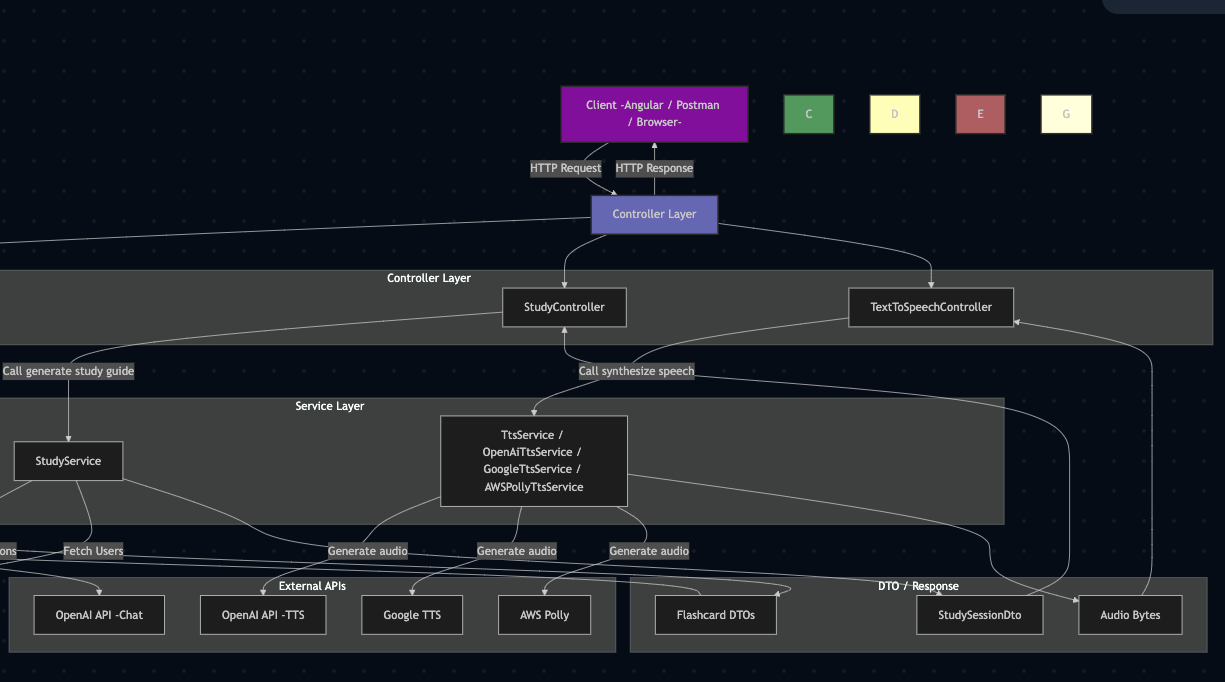 Client -Angular / Postman
/ Browser-
C
D
E
G
HTTP Request
HTTP Response
Controller Layer
Controller Layer
StudyController
TextToSpeechController
Call generate study guide
Call synthesize speech
Service Layer
StudyService
TtsService /
OpenAiTtsService /
GoogleTtsService /
AWSPollyTtsService
ons
Fetch Users
Generate audio
Generate audio
Generate audio
External APIs
DTO / Response
OpenAI API -Chat
OpenAI API -TTS
Google TTS
AWS Polly
Flashcard DTOs
StudySessionDto
Audio Bytes